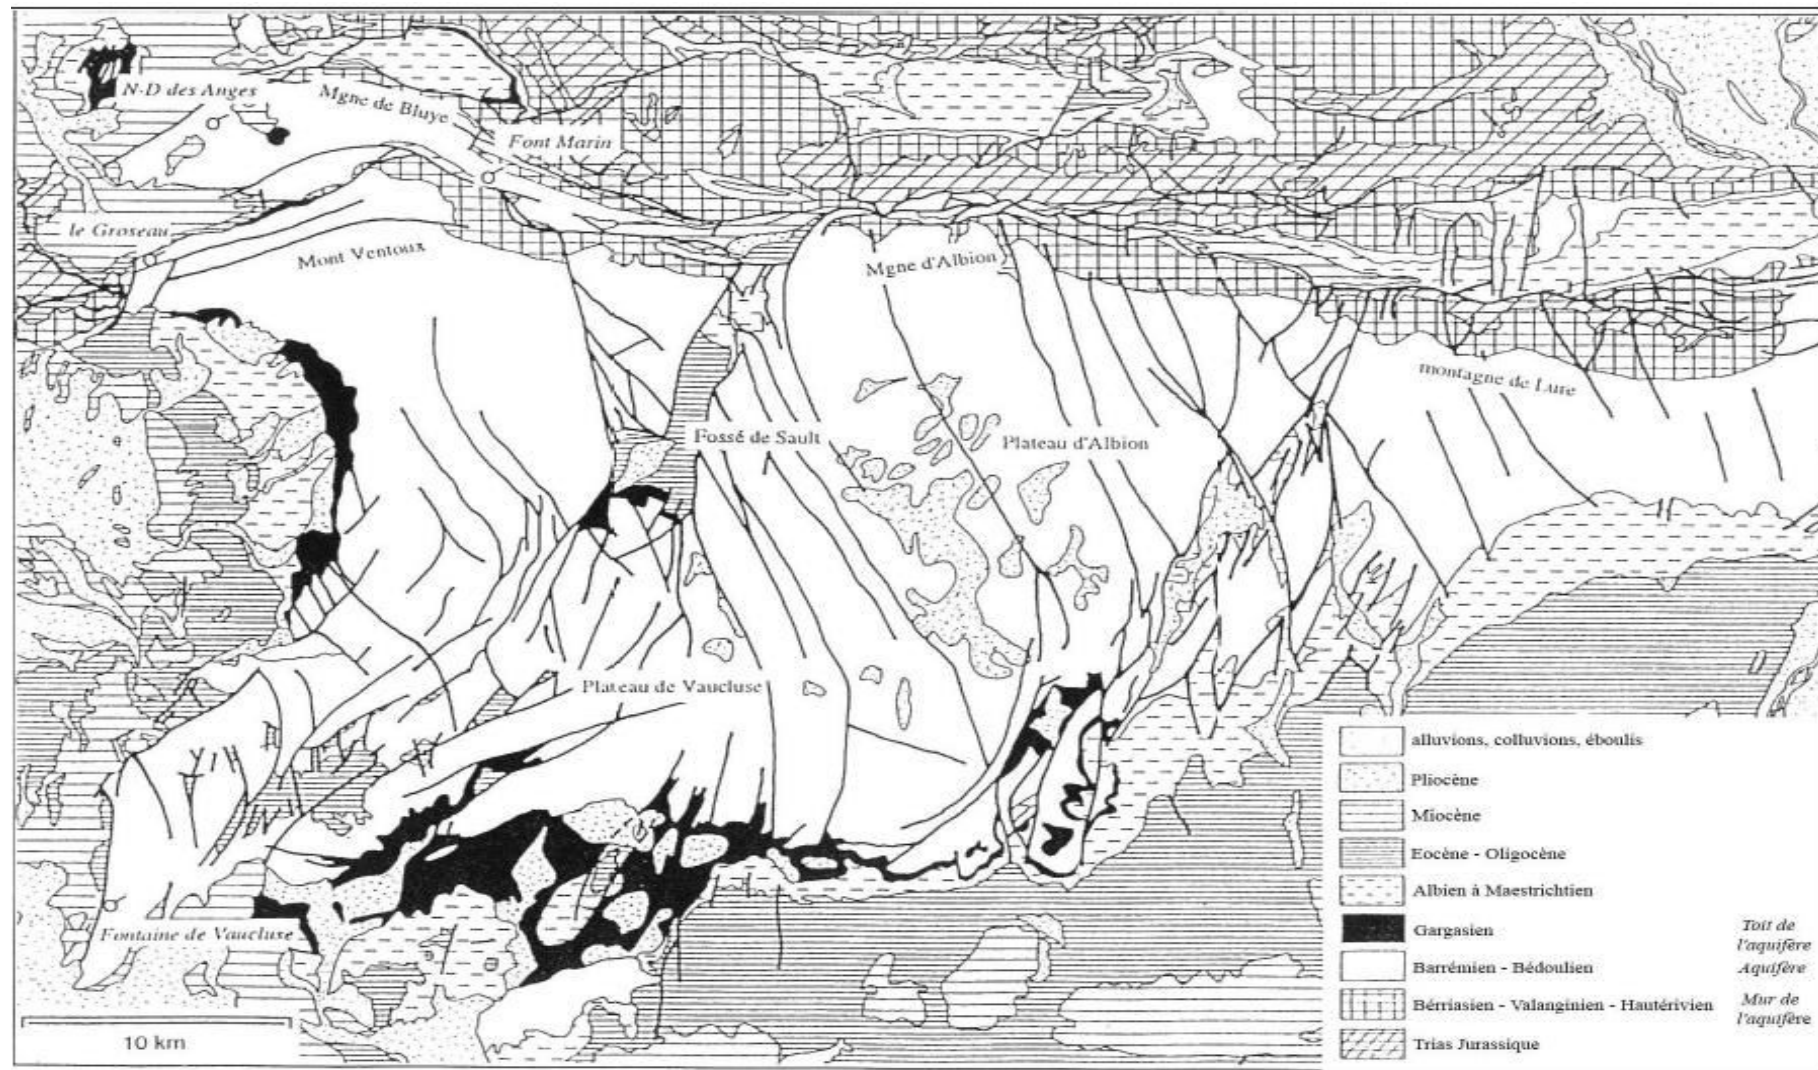 N-D des Anges
Mgne de Bluye
Font Marin
le Groseau
Mont Ventoux
Mgne d'Albion
montagne de Lure
Fossé de Sault
Plateau d'Albion
Plateau de Vaucluse
Fontaine de Vaucluse
10 km
alluvions, colluvions, éboulis
Pliocène
Miocène
Eocène - Oligocène
Albien à Maestrichtien
Gargasien
Toit de
l'aquifère
Barrémien - Bédoulien
Aquifère
Bérriasien - Valanginien - Hautérivien
Mur de
l'aquifère
Trias Jurassique